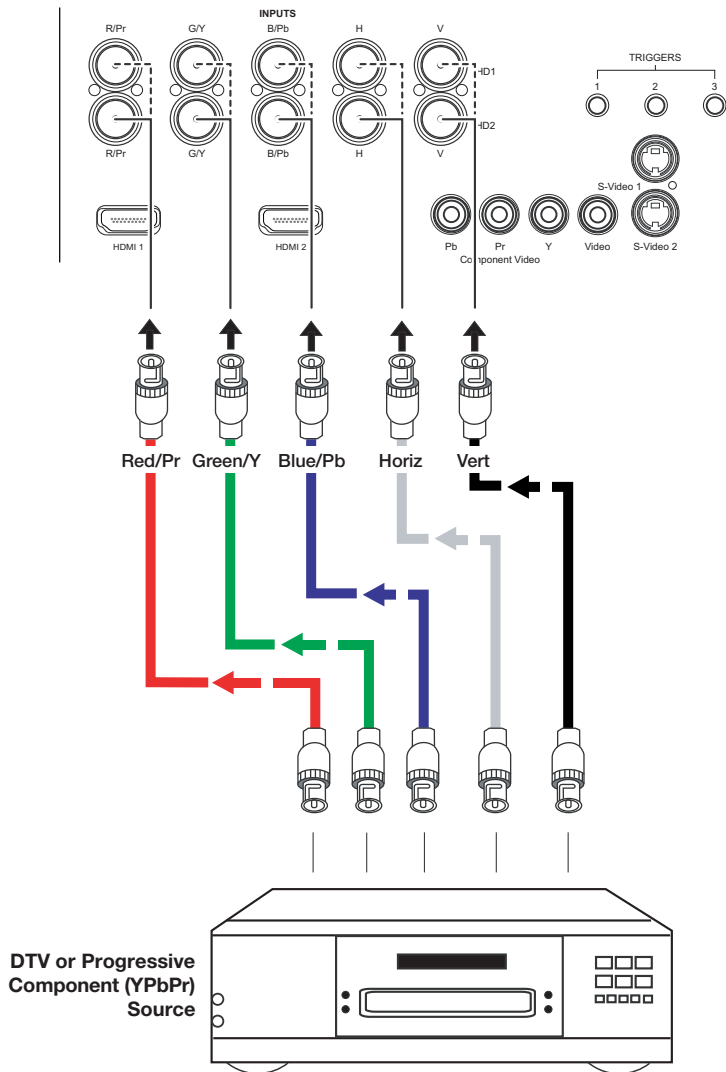 INPUTS
R/Pr G/Y B/Pb H V
HD1
TRIGGERS
1 2 3
HD2
R/Pr G/Y B/Pb H V
S-Video 1
HDMI 1 HDMI 2
Pb Pr Y Video S-Video 2
Component Video
Red/Pr Green/Y Blue/Pb Horiz Vert
DTV or Progressive
Component (YPbPr)
Source